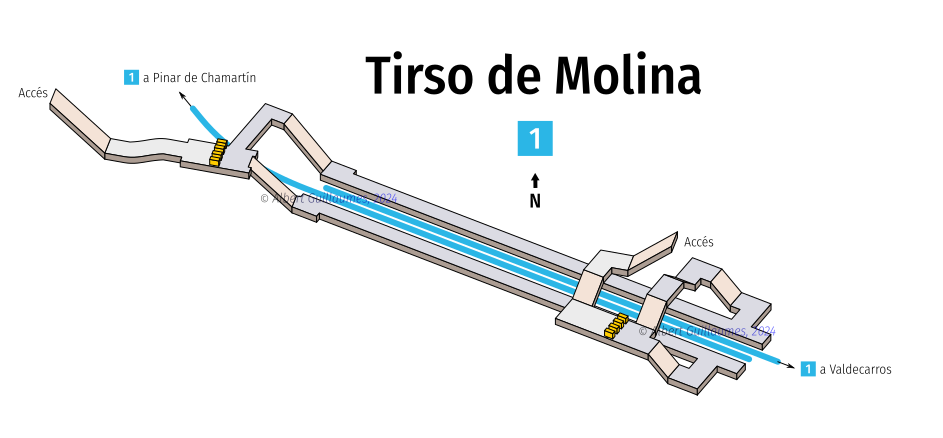 Tirso de Molina
1
N
1 a Pinar de Chamartín
Accés
© Albert Guillaumes, 2024
Accés
© Albert Guillaumes, 2024
1 a Valdecarros